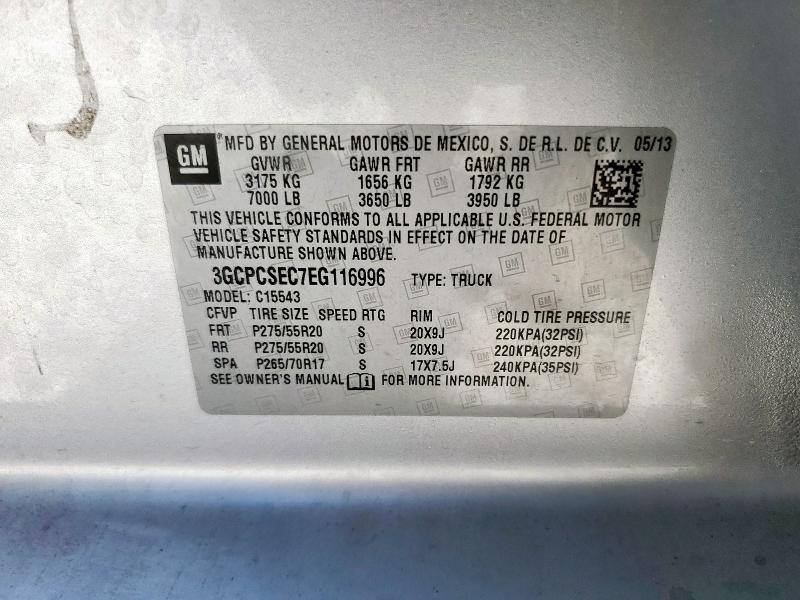 GM ® MFD BY GENERAL MOTORS DE MEXICO, S. DE R.L. DE C.V. 05/13
GVWR GAWR FRT GAWR RR
3175 KG 1656 KG 1792 KG
7000 LB 3650 LB 3950 LB
THIS VEHICLE CONFORMS TO ALL APPLICABLE U.S. FEDERAL MOTOR
VEHICLE SAFETY STANDARDS IN EFFECT ON THE DATE OF
MANUFACTURE SHOWN ABOVE.
3GCPCSEC7EG116996 TYPE: TRUCK
MODEL: C15543
CFVP TIRE SIZE SPEED RTG RIM COLD TIRE PRESSURE
FRT P275/55R20 S 20X9J 220KPA(32PSI)
RR P275/55R20 S 20X9J 220KPA(32PSI)
SPA P265/70R17 S 17X7.5J 240KPA(35PSI)
SEE OWNER'S MANUAL FOR MORE INFORMATION.